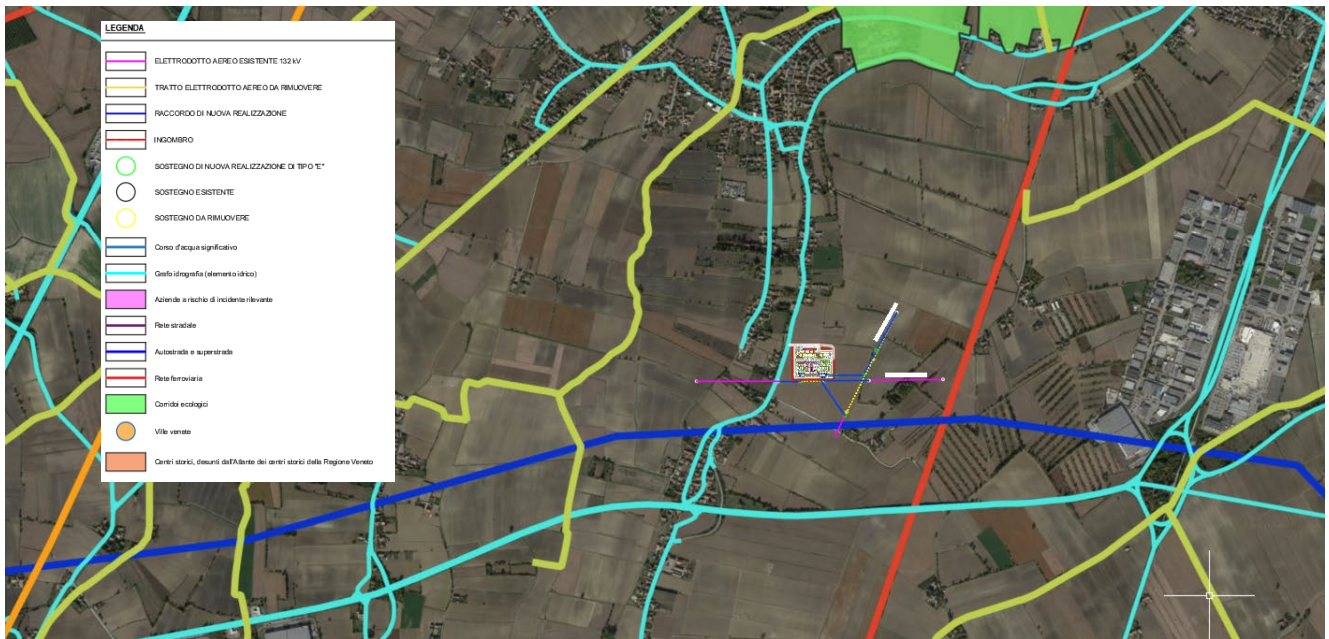 LEGENDA
ELETTRODOTTO AEREO ESISTENTE 132 kV
TRATTO ELETTRODOTTO AEREO DA RIMUOVERE
RACCORDO DI NUOVA REALIZZAZIONE
INGOMBRO
SOSTEGNO DI NUOVA REALIZZAZIONE DI TIPO "E"
SOSTEGNO ESISTENTE
SOSTEGNO DA RIMUOVERE
Corso d'acqua significativo
Grafo idrografia (elemento idrico)
Aziende a rischio di incidente rilevante
Rete stradale
Autostrada e superstrada
Rete ferroviaria
Corridoi ecologici
Ville venete
Centri storici, desunti dall'Atlante dei centri storici della Regione Veneto